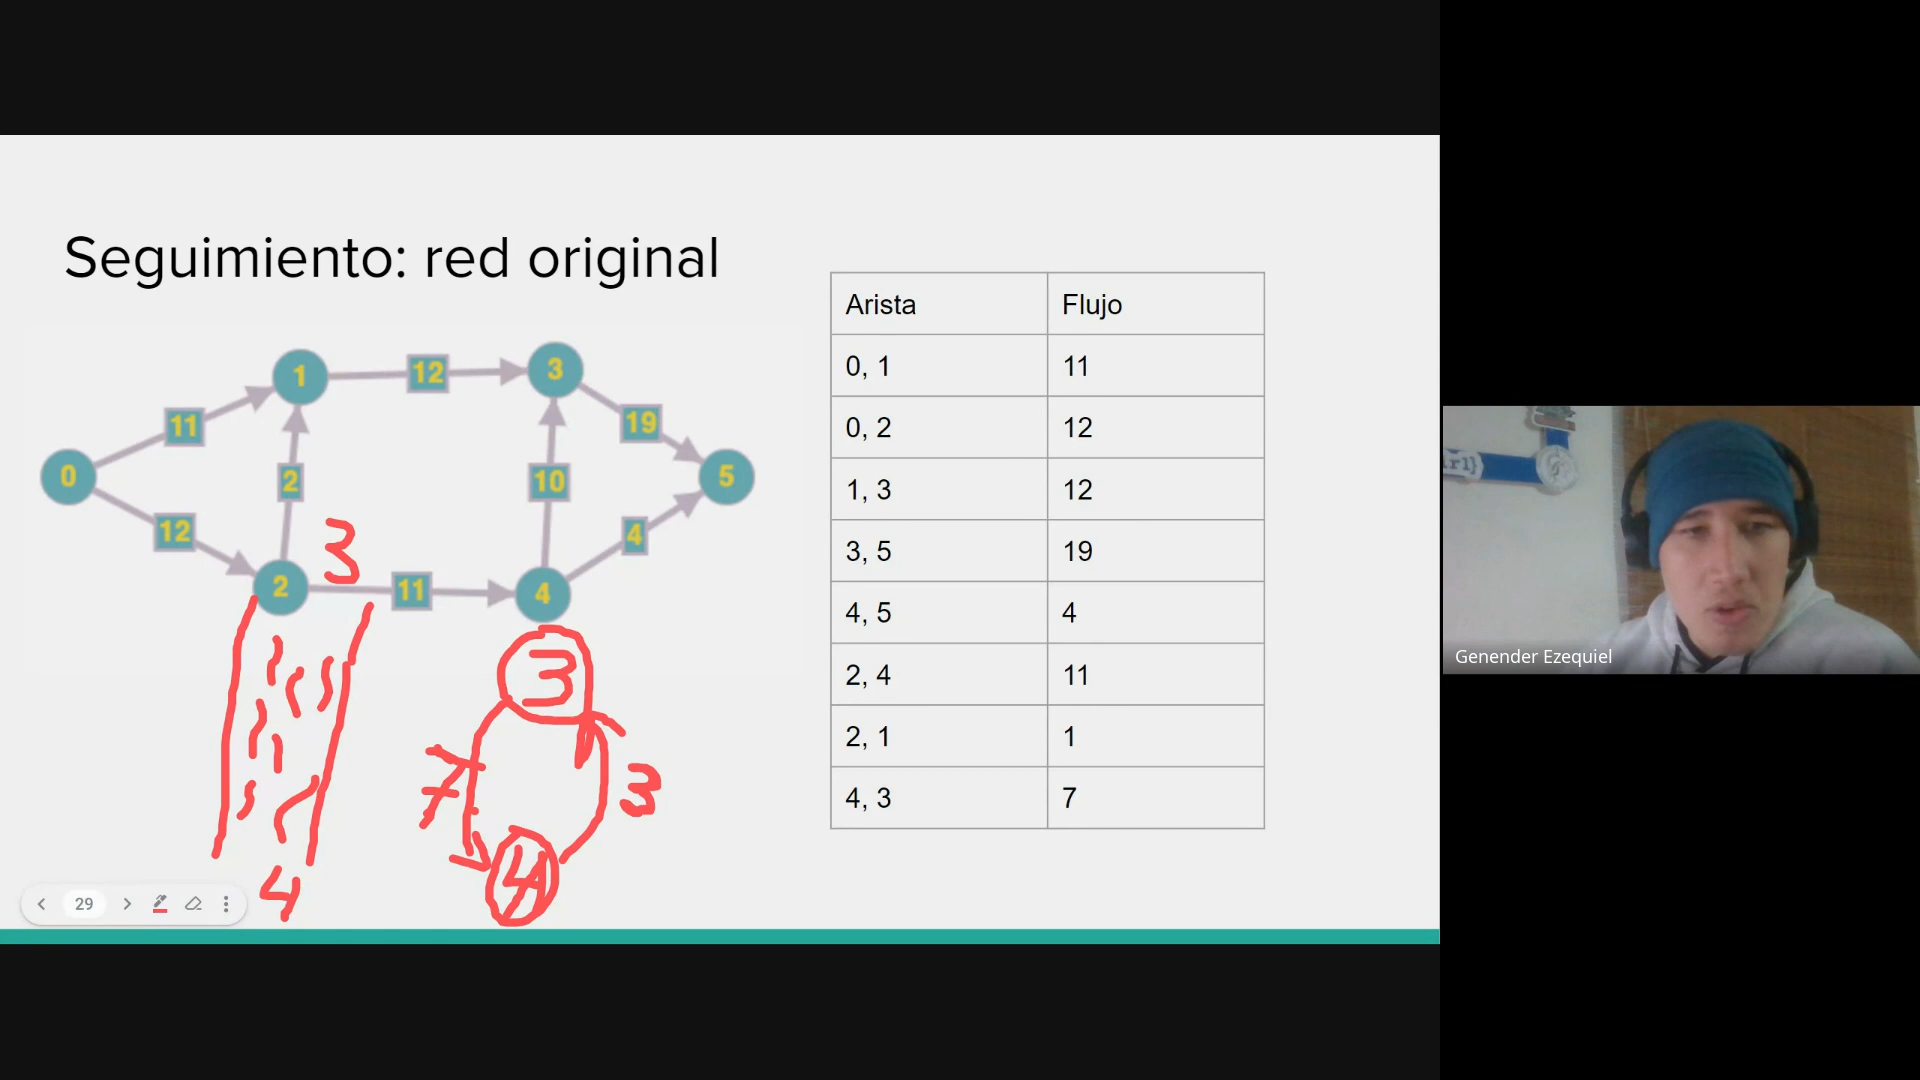 Seguimiento: red original
Arista Flujo
0, 1 11
0, 2 12
1, 3 12
3, 5 19
4, 5 4
2, 4 11
2, 1 1
4, 3 7
1 12 3
11 19
0 2 10 5
12 4
3
2 11 4
3
7 3
4
4
29
rl}
Genender Ezequiel